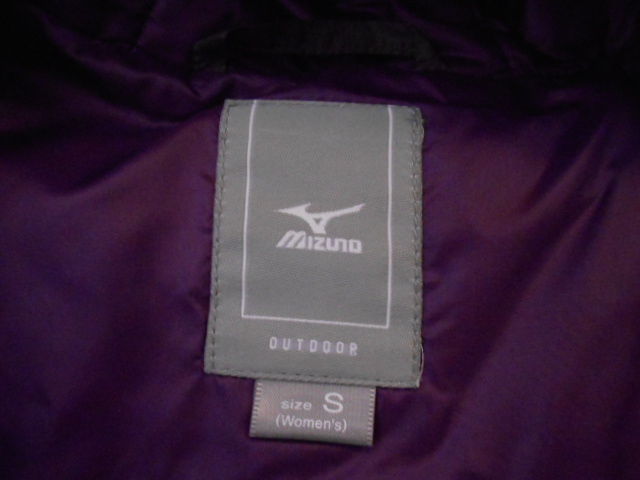 MIZUNO
OUTDOOR
size S
(Women's)